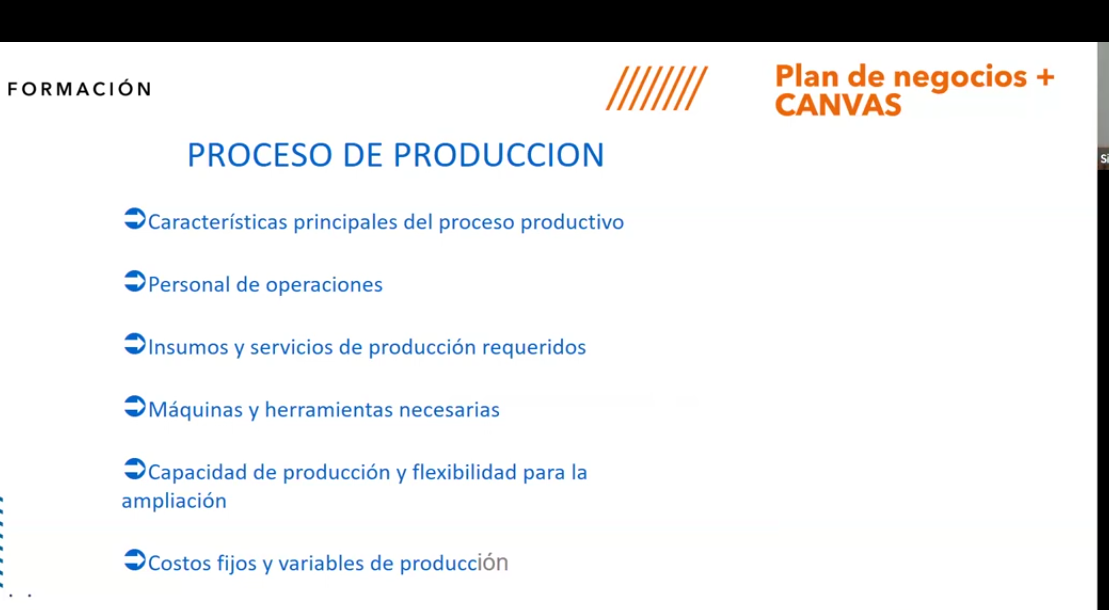 FORMACIÓN
Plan de negocios +
CANVAS
PROCESO DE PRODUCCION
Características principales del proceso productivo
Personal de operaciones
Insumos y servicios de producción requeridos
Máquinas y herramientas necesarias
Capacidad de producción y flexibilidad para la
ampliación
Costos fijos y variables de producción